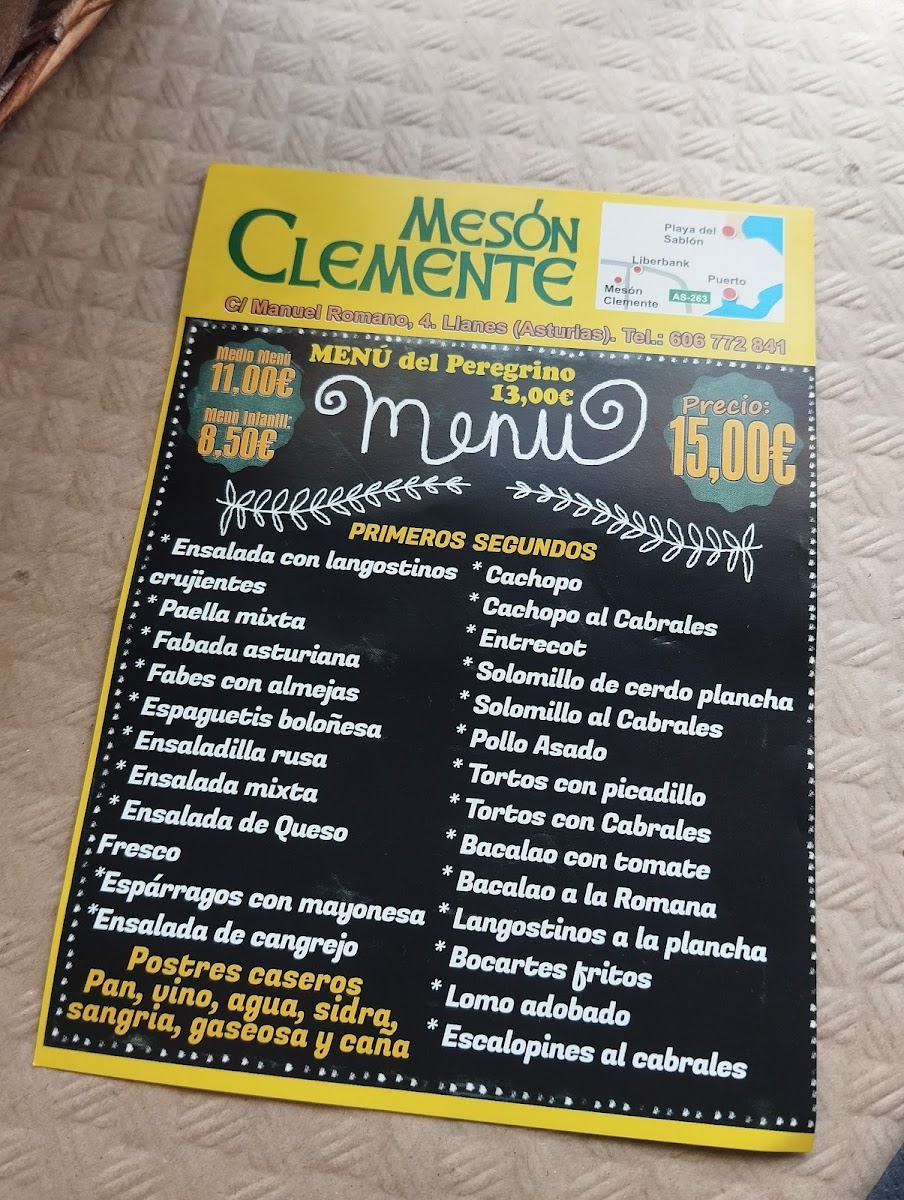 MESÓN
CLEMENTE
Playa del
Sablón
Liberbank
Mesón
Clemente
AS-263
Puerto
C/ Manuel Romano, 4. Llanes (Asturias). Tel.: 606 772 841
Medio Menú
11,00€
Menú Infantil:
8,50€
MENÚ del Peregrino
13,00€
Menu
Precio:
15,00€
PRIMEROS
* Ensalada con langostinos
crujientes
* Paella mixta
* Fabada asturiana
* Fabes con almejas
* Espaguetis boloñesa
* Ensaladilla rusa
* Ensalada mixta
* Ensalada de Queso
Fresco
*Espárragos con mayonesa
*Ensalada de cangrejo
Postres caseros
Pan, vino, agua, sidra,
sangria, gaseosa y caña
SEGUNDOS
* Cachopo
* Cachopo al Cabrales
* Entrecot
* Solomillo de cerdo plancha
* Solomillo al Cabrales
* Pollo Asado
* Tortos con picadillo
* Tortos con Cabrales
* Bacalao con tomate
* Bacalao a la Romana
* Langostinos a la plancha
* Bocartes fritos
* Lomo adobado
* Escalopines al cabrales